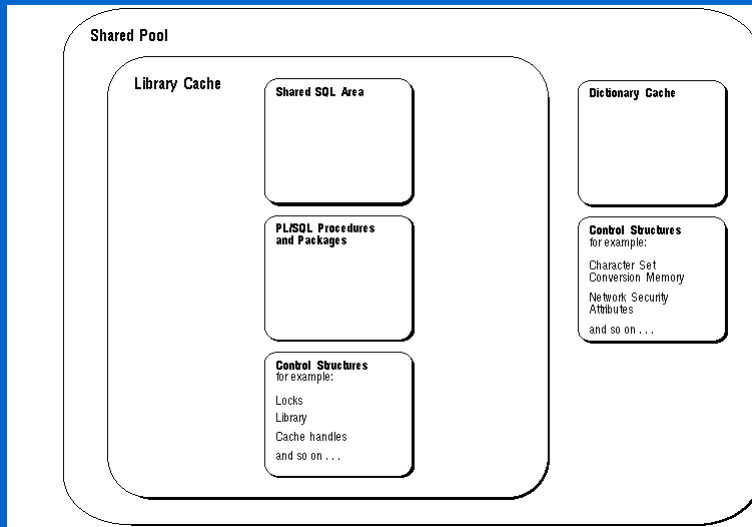 Shared Pool
Library Cache
Shared SQL Area
PL/SQL Procedures
and Packages
Control Structures
for example:
Locks
Library
Cache handles
and so on . . .
Dictionary Cache
Control Structures
for example:
Character Set
Conversion Memory
Network Security
Attributes
and so on . . .